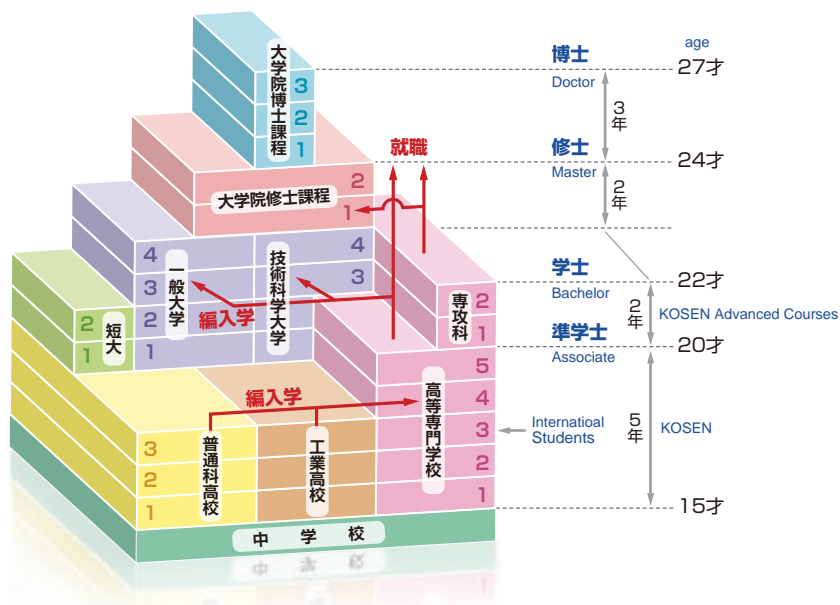 age
博士
27才
Doctor
大学院博士課程
3
2
1
3年
就職
修士
24才
Master
2
大学院修士課程
1
2年
4
4
一般大学
技術科学大学
3
3
学士
22才
Bachelor
2
専攻科
1
2年
KOSEN Advanced Courses
2
短大
1
2
編入学
1
準学士
20才
Associate
5
編入学
高等専門学校
4
3
2
1
Internatioal
Students
5年
KOSEN
3
普通科高校
工業高校
2
1
15才
中学校